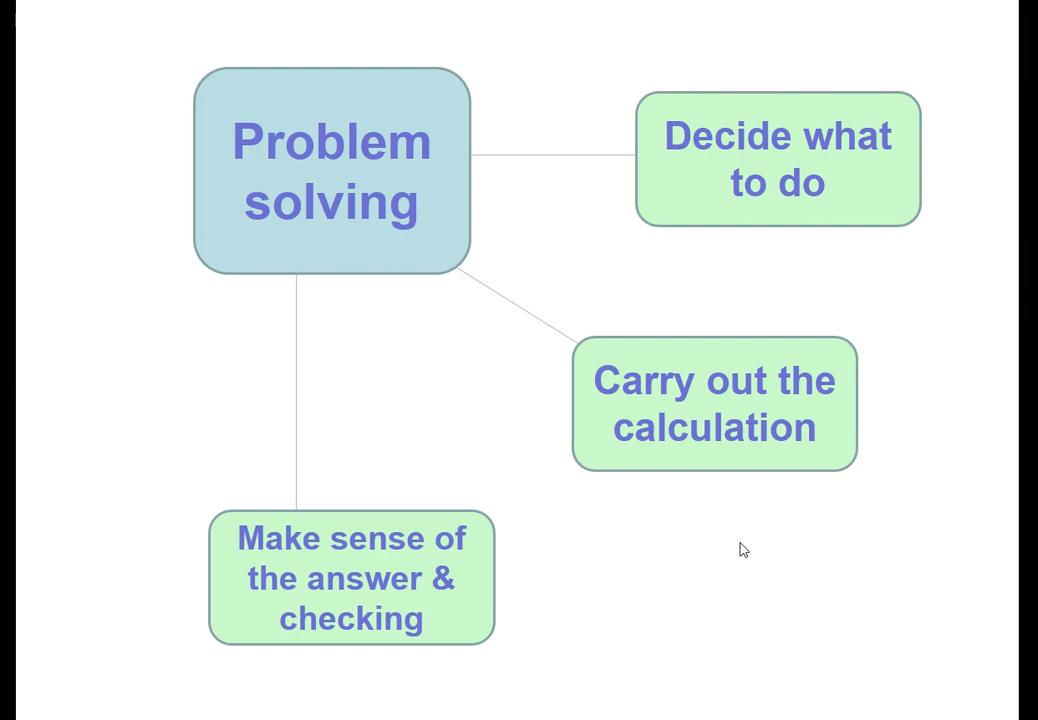 Problem
solving
Decide what
to do
Carry out the
calculation
Make sense of
the answer &
checking